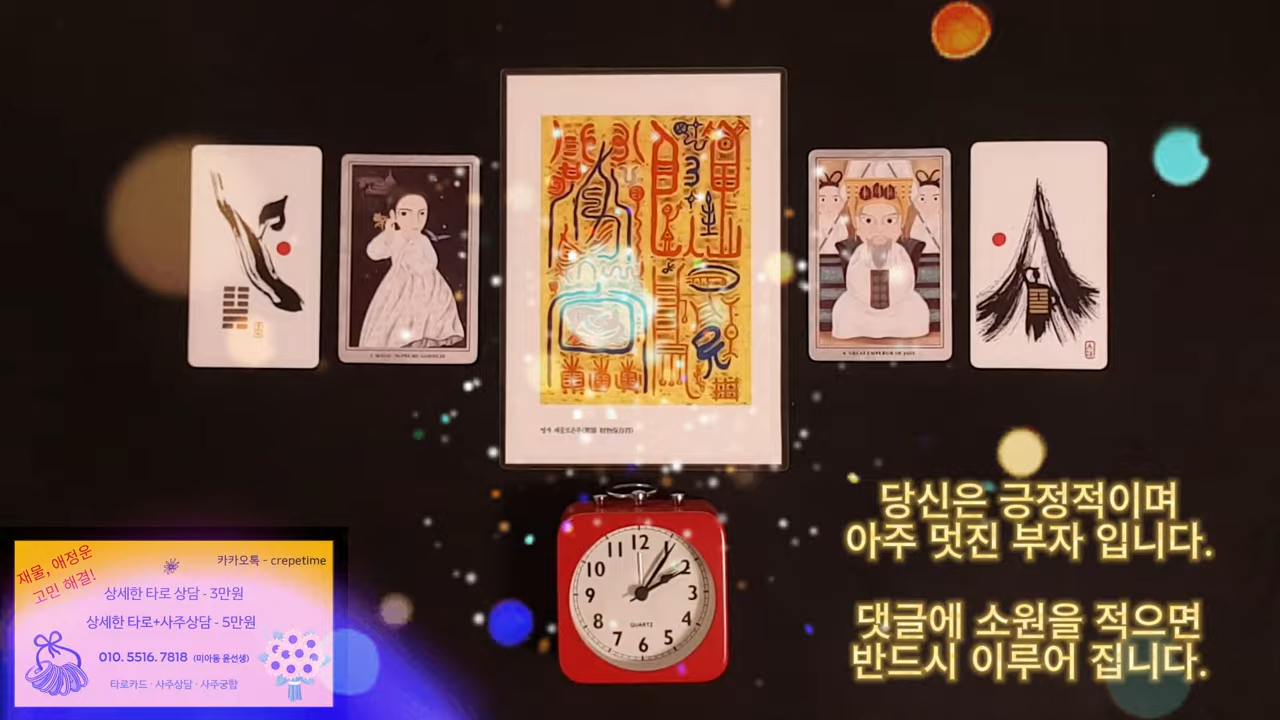 당신은 긍정적이며
아주 멋진 부자 입니다.
댓글에 소원을 적으면
반드시 이루어 집니다.
재물, 애정운
고민 해결!
카카오톡 - crepetime
상세한 타로 상담 - 3만원
상세한 타로+사주상담 - 5만원
010. 5516. 7818 (미아동 윤선생)
타로카드 · 사주상담 · 사주궁합
12
1
2
3
4
5
6
7
8
9
10
11
QUARTZ